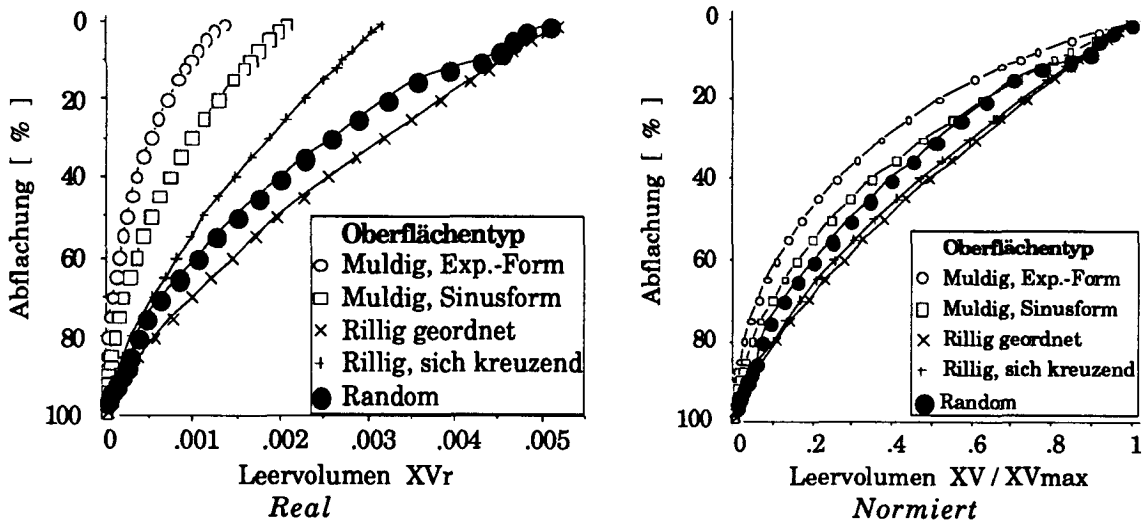 Abflachung [ % ]
0
20
40
60
80
100
0
.001
.002
.003
.004
.005
Leervolumen XVr
Real
Oberflächentyp
Muldig, Exp.-Form
Muldig, Sinusform
Rillig geordnet
Rillig, sich kreuzend
Random
Abflachung [ % ]
0
20
40
60
80
100
0
.2
.4
.6
.8
1
Leervolumen XV / XVmax
Normiert
Oberflächentyp
Muldig, Exp.-Form
Muldig, Sinusform
Rillig geordnet
Rillig, sich kreuzend
Random